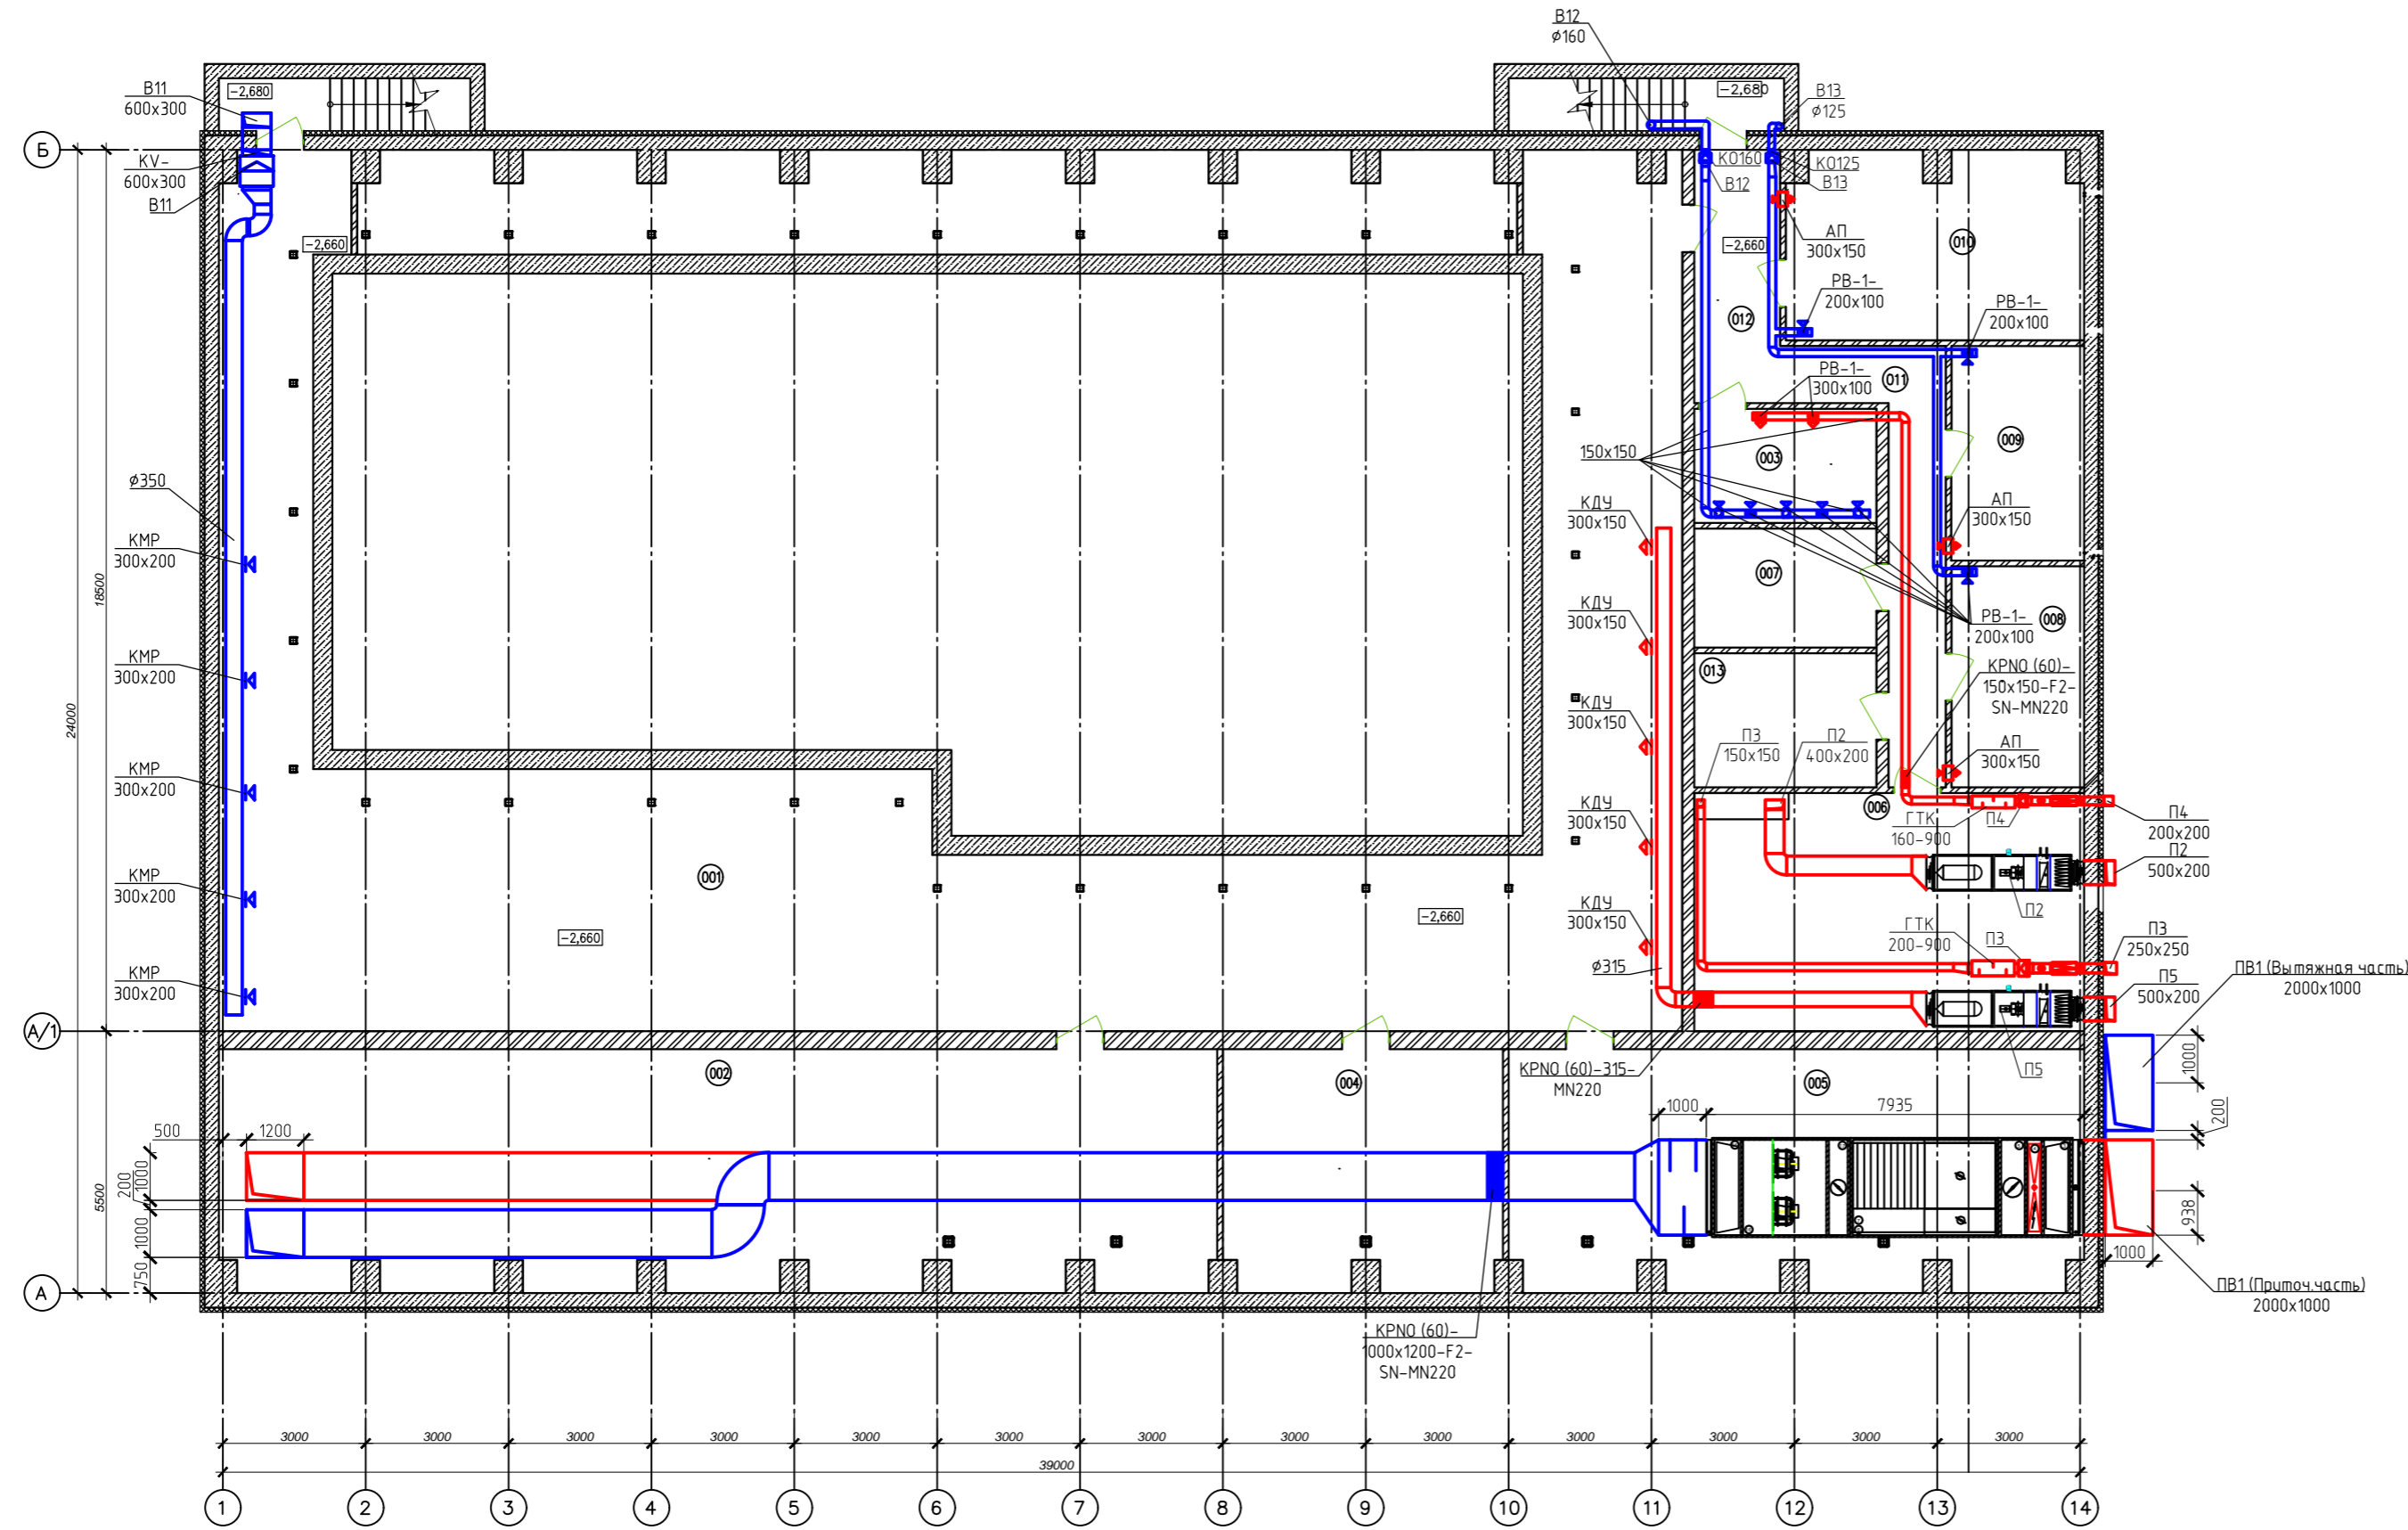 В12
ø160
В11
600x300
-2,680
-2,680
В13
ø125
Б
KV-
600x300
В11
КО160
В12
КО125
В13
-2,660
-2,660
АП
300x150
010
РВ-1-
200x100
РВ-1-
200x100
012
РВ-1-
300x100
011
150x150
003
009
ø350
КДУ
300x150
АП
300x150
КМР
300x200
18500
007
КДУ
300x150
РВ-1-
200x100
008
КМР
300x200
013
KPNO (60)-
150x150-F2-
SN-MN220
24000
КДУ
300x150
П3
150x150
П2
400x200
АП
300x150
КМР
300x200
КДУ
300x150
006
ГТК
160-900
П4
П4
200x200
П2
500x200
001
КМР
300x200
-2,660
-2,660
КДУ
300x150
П2
ГТК
200-900
П3
П3
250x250
ø315
КМР
300x200
П5
500x200
ПВ1 (Вытяжная часть)
2000x1000
А/1
002
004
005
KPNO (60)-315-
MN220
П5
1000
200
500
1200
1000
7935
200
1000
5500
1000
750
938
1000
А
ПВ1 (Приточ.часть)
2000x1000
KPNO (60)-
1000x1200-F2-
SN-MN220
3000
3000
3000
3000
3000
3000
3000
3000
3000
3000
3000
3000
3000
39000
1
2
3
4
5
6
7
8
9
10
11
12
13
14